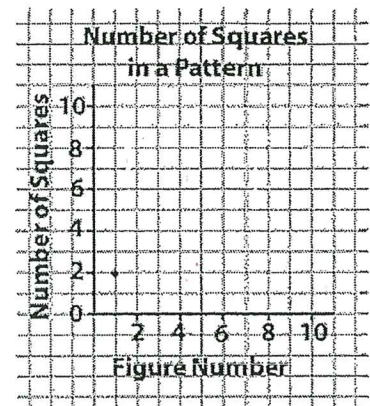 Number of Squares
in a Pattern
Number of Squares
10
8
6
4
2
0
2 4 6 8 10
Figure Number